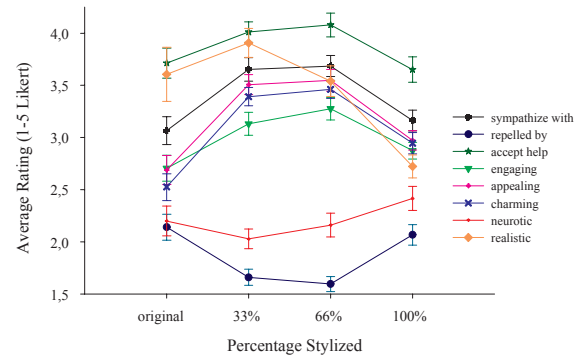 4,0
3,5
3,0
2,5
2,0
1,5
Average Rating (1-5 Likert)
original 33% 66% 100%
Percentage Stylized
sympathize with
repelled by
accept help
engaging
appealing
charming
neurotic
realistic